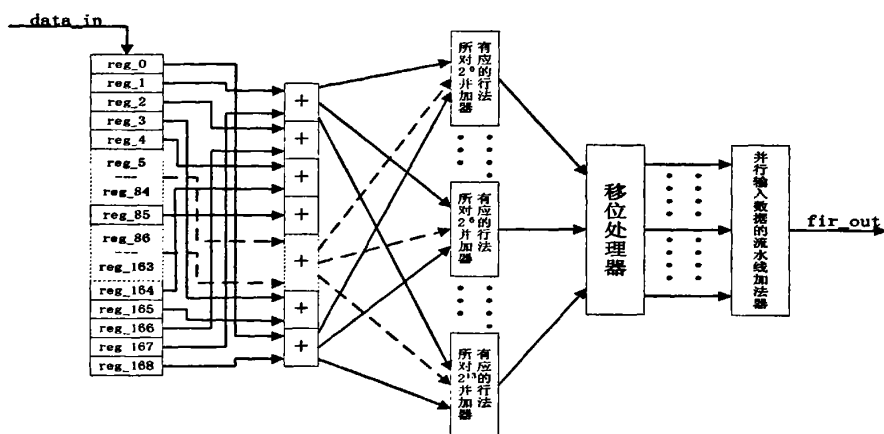 data_in
reg_0
reg_1
reg_2
reg_3
reg_4
reg_5
reg_84
reg_85
reg_86
reg_163
reg_164
reg_165
reg_166
reg 167
reg_168
+
+
+
+
+
+
+
所有
对应
2⁰的
并行
加法
器
所有
对应
2⁶的
并行
加法
器
所有
对应
2¹³的
并行
加法
器
移位处理器
并行输入数据的流水线加法器
fir_out